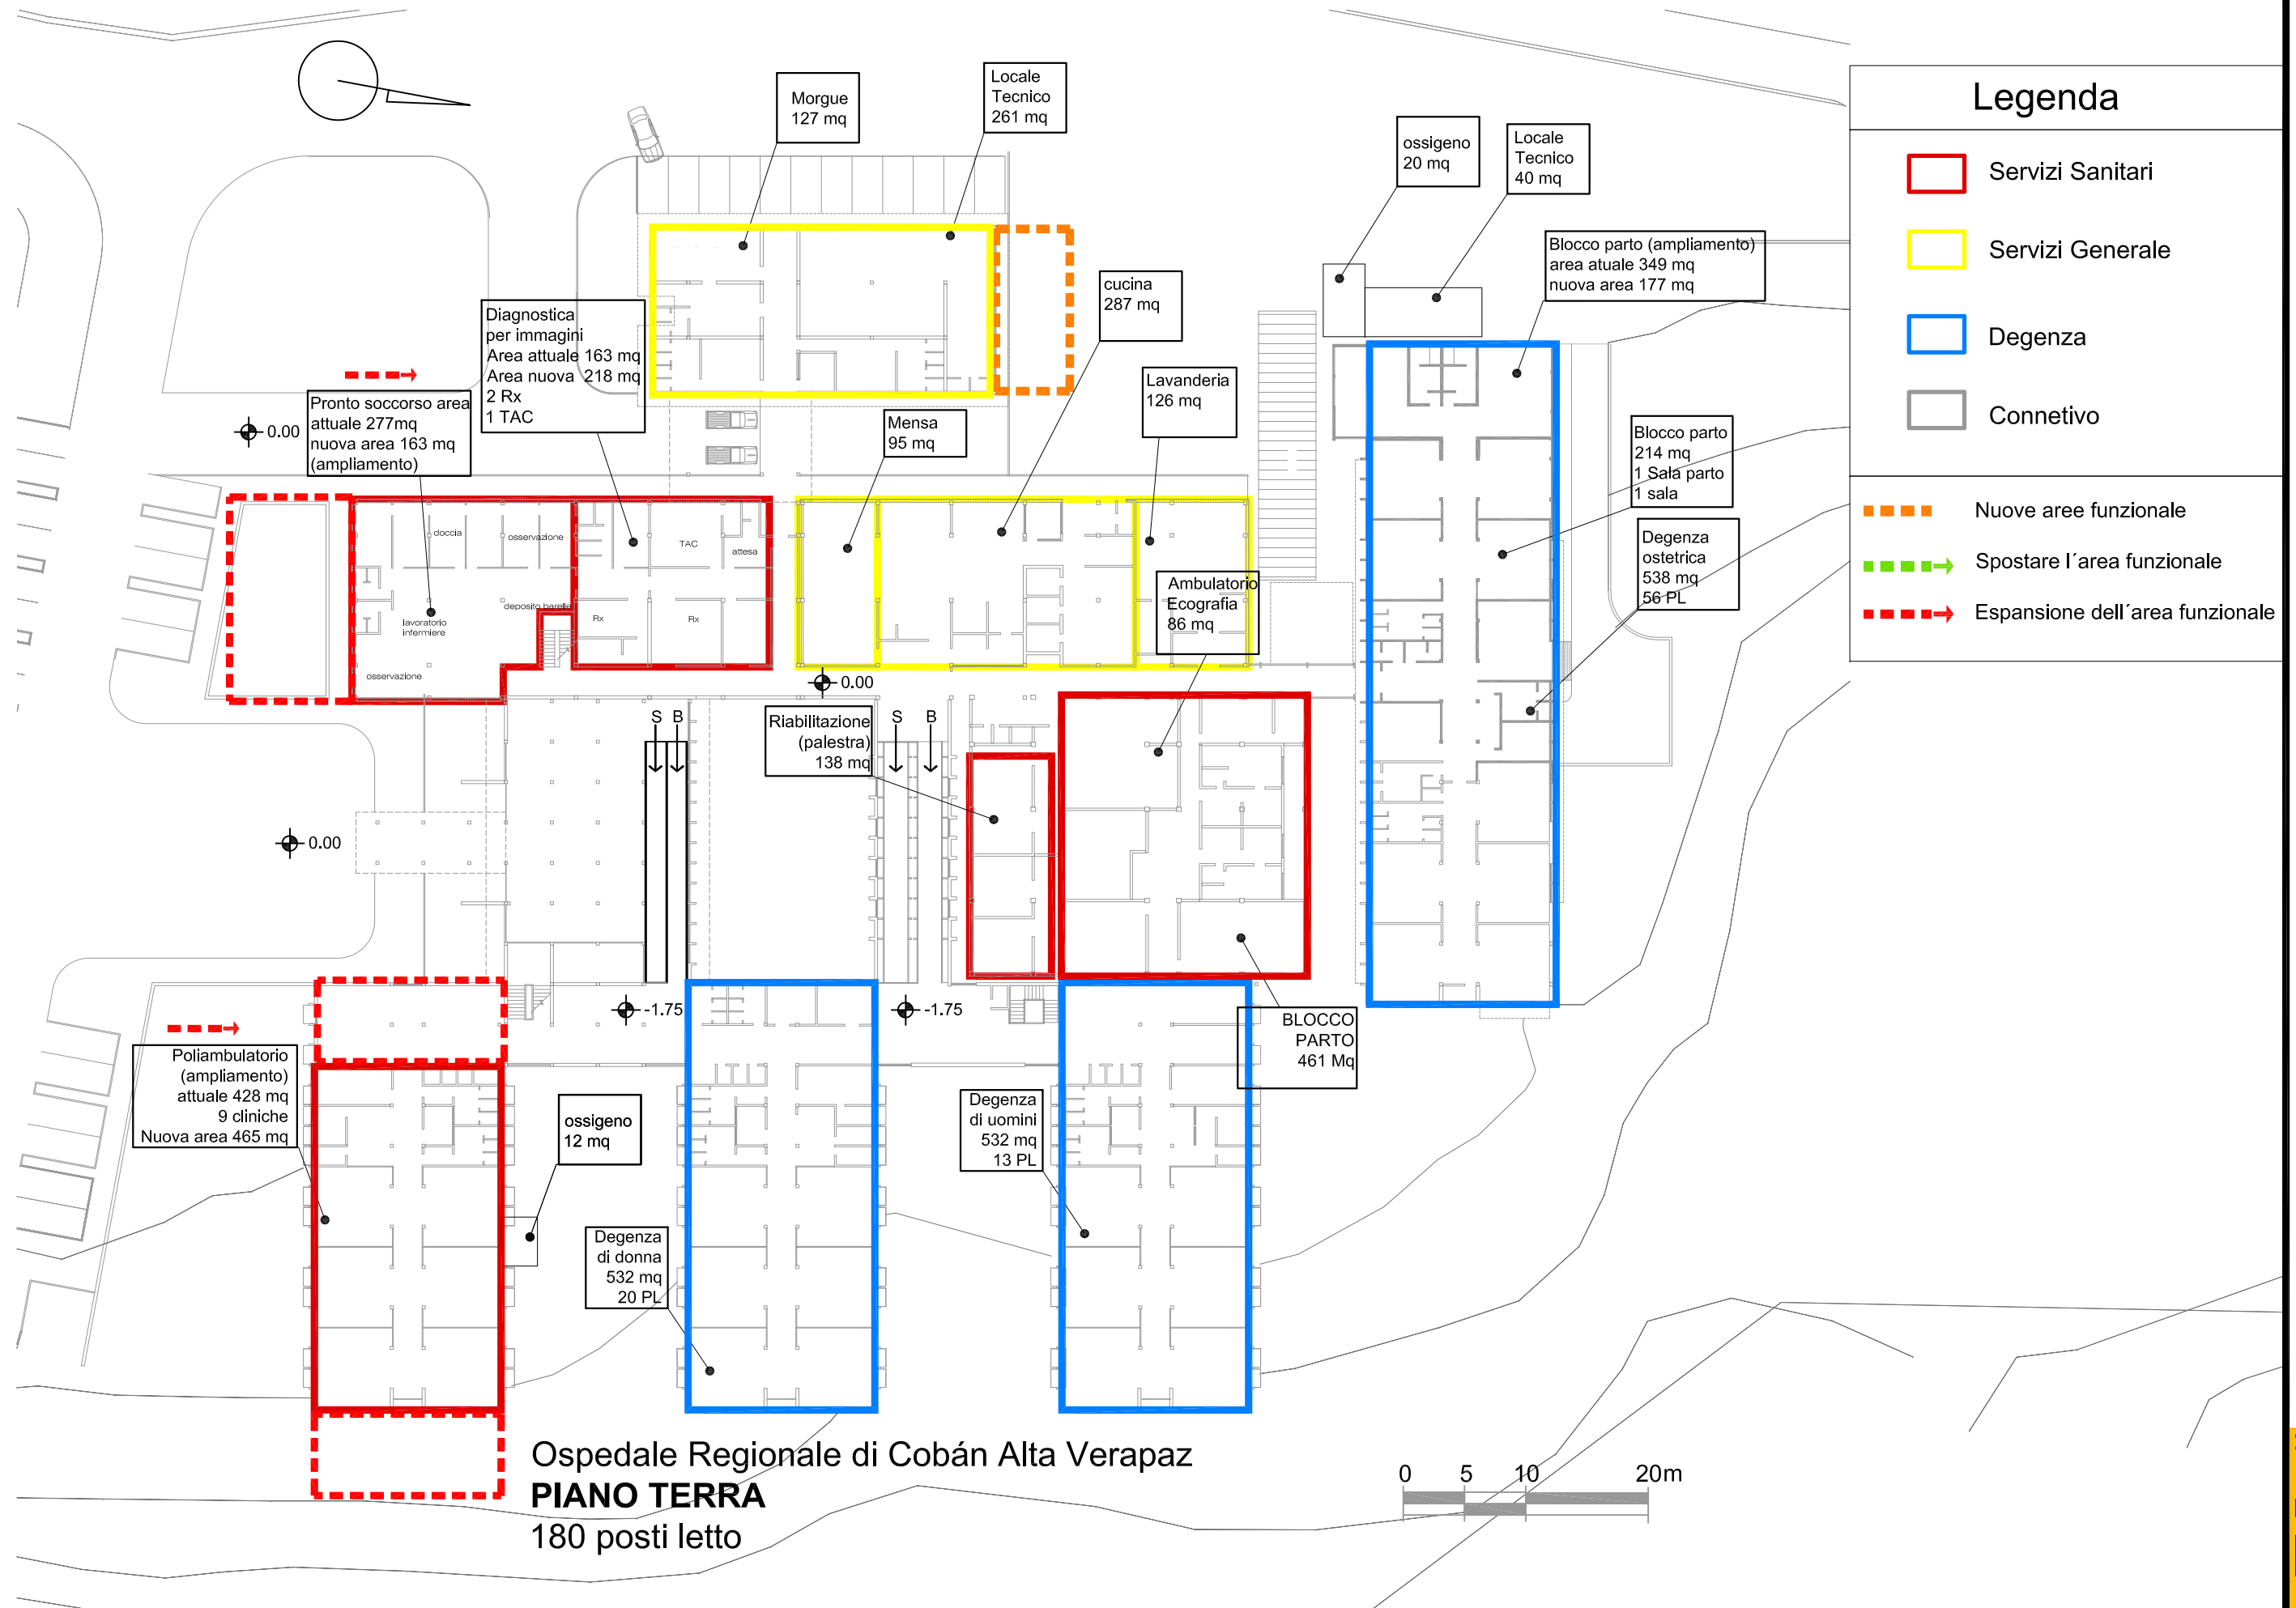 Morgue
127 mq
Locale
Tecnico
261 mq
ossigeno
20 mq
Locale
Tecnico
40 mq
Blocco parto (ampliamento)
area atuale 349 mq
nuova area 177 mq
cucina
287 mq
Diagnostica
per immagini
Area attuale 163 mq
Area nuova 218 mq
2 Rx
1 TAC
Pronto soccorso area
attuale 277mq
nuova area 163 mq
(ampliamento)
0.00
Mensa
95 mq
Lavanderia
126 mq
Blocco parto
214 mq
1 Sala parto
1 sala
Degenza
ostetrica
538 mq
56 PL
Ambulatorio
Ecografia
86 mq
doccia
osservazione
TAC
attesa
deposito barelle
lavoratorio
infermiere
Rx
Rx
osservazione
0.00
S B
S B
Riabilitazione
(palestra)
138 mq
0.00
-1.75
-1.75
BLOCCO
PARTO
461 Mq
Poliambulatorio
(ampliamento)
attuale 428 mq
9 cliniche
Nuova area 465 mq
ossigeno
12 mq
Degenza
di uomini
532 mq
13 PL
Degenza
di donna
532 mq
20 PL
Ospedale Regionale di Cobán Alta Verapaz
PIANO TERRA
180 posti letto
0 5 10 20m
Legenda
Servizi Sanitari
Servizi Generale
Degenza
Connetivo
Nuove aree funzionale
Spostare l´area funzionale
Espansione dell´area funzionale